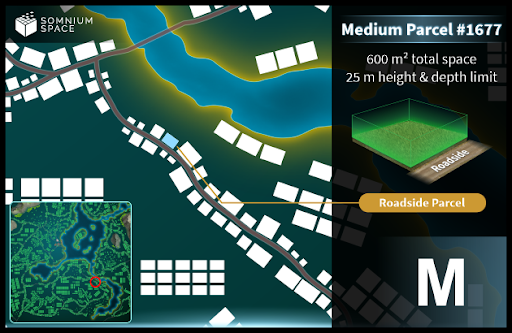 SOMNIUM
SPACE
Medium Parcel #1677
600 m² total space
25 m height & depth limit
Roadside
Roadside Parcel
M